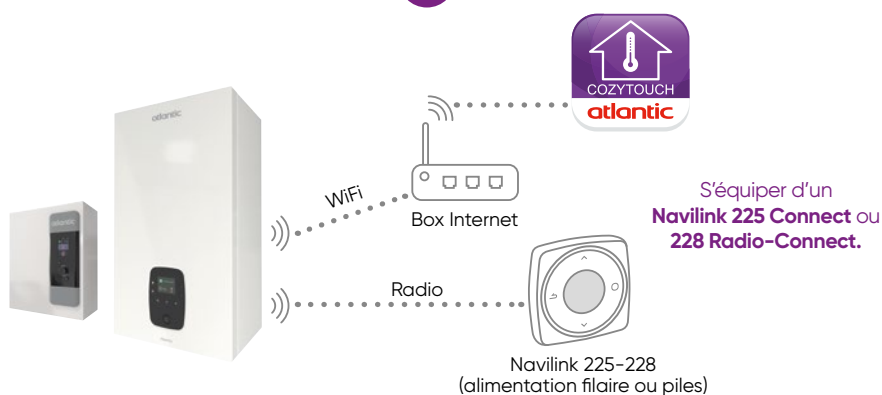 COZYTOUCH
atlantic
atlantic
atlantic
WiFi
Box Internet
S'équiper d'un
Navilink 225 Connect ou
228 Radio-Connect.
Radio
Navilink 225-228
(alimentation filaire ou piles)